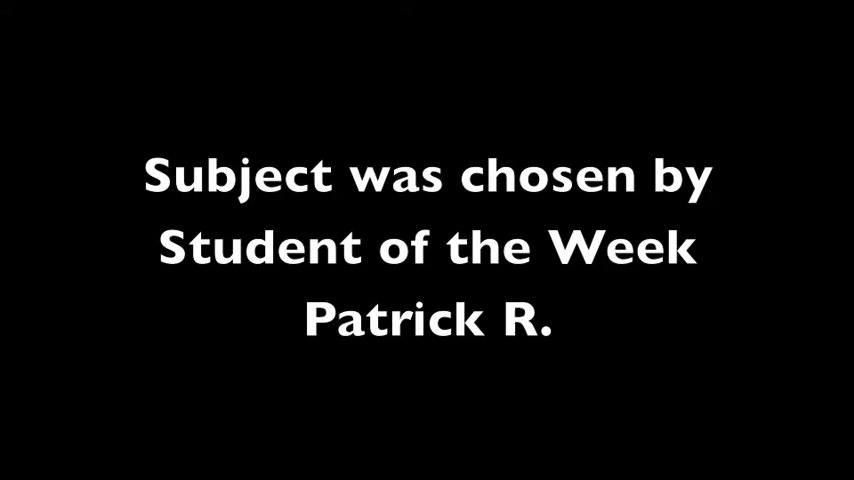 Subject was chosen by
Student of the Week
Patrick R.